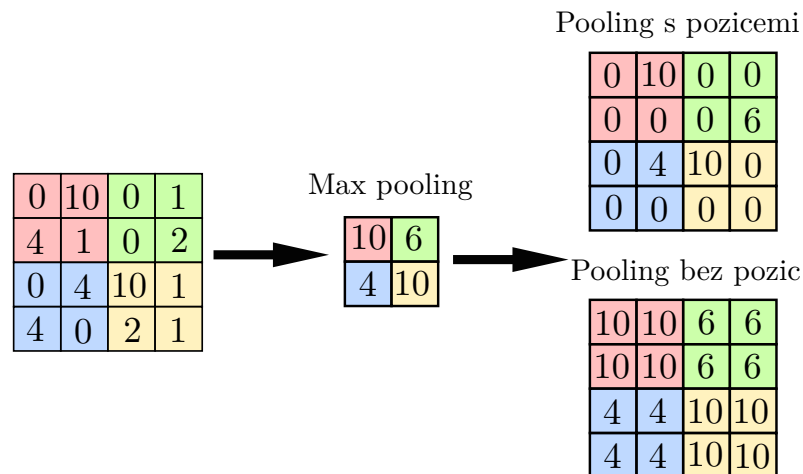 Pooling s pozicemi
0 10 0 0
0 0 0 6
0 4 10 0
0 0 0 0
0 10 0 1
4 1 0 2
0 4 10 1
4 0 2 1
Max pooling
10 6
4 10
Pooling bez pozic
10 10 6 6
10 10 6 6
4 4 10 10
4 4 10 10